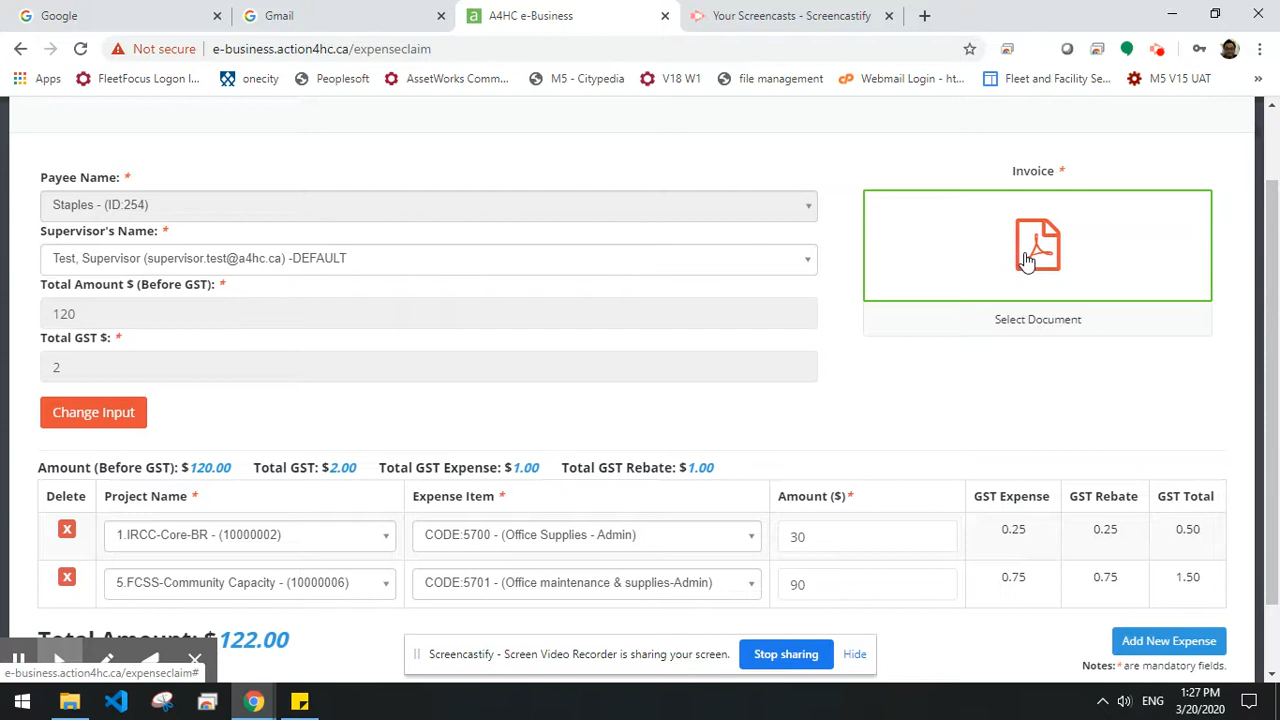 Google
Gmail
A4HC e-Business
Your Screencasts - Screencastify
Not secure
e-business.action4hc.ca/expenseclaim
Apps
FleetFocus Logon I...
onecity
Peoplesoft
AssetWorks Comm...
M5 - Citypedia
V18 W1
file management
Webmail Login - ht...
Fleet and Facility Se...
M5 V15 UAT
Payee Name: *
Staples - (ID:254)
Supervisor's Name: *
Test, Supervisor (supervisor.test@a4hc.ca) -DEFAULT
Total Amount $ (Before GST): *
120
Total GST $: *
2
Change Input
Invoice *
Select Document
Amount (Before GST): $120.00 Total GST: $2.00 Total GST Expense: $1.00 Total GST Rebate: $1.00
Delete Project Name * Expense Item * Amount ($)* GST Expense GST Rebate GST Total
X 1.IRCC-Core-BR - (10000002) CODE:5700 - (Office Supplies - Admin) 30 0.25 0.25 0.50
X 5.FCSS-Community Capacity - (10000006) CODE:5701 - (Office maintenance & supplies-Admin) 90 0.75 0.75 1.50
Total Amount: $122.00
Add New Expense
Notes:* are mandatory fields.
Screencastify - Screen Video Recorder is sharing your screen.
Stop sharing
Hide
e-business.action4hc.ca/expenseclaim#
ENG
1:27 PM
3/20/2020